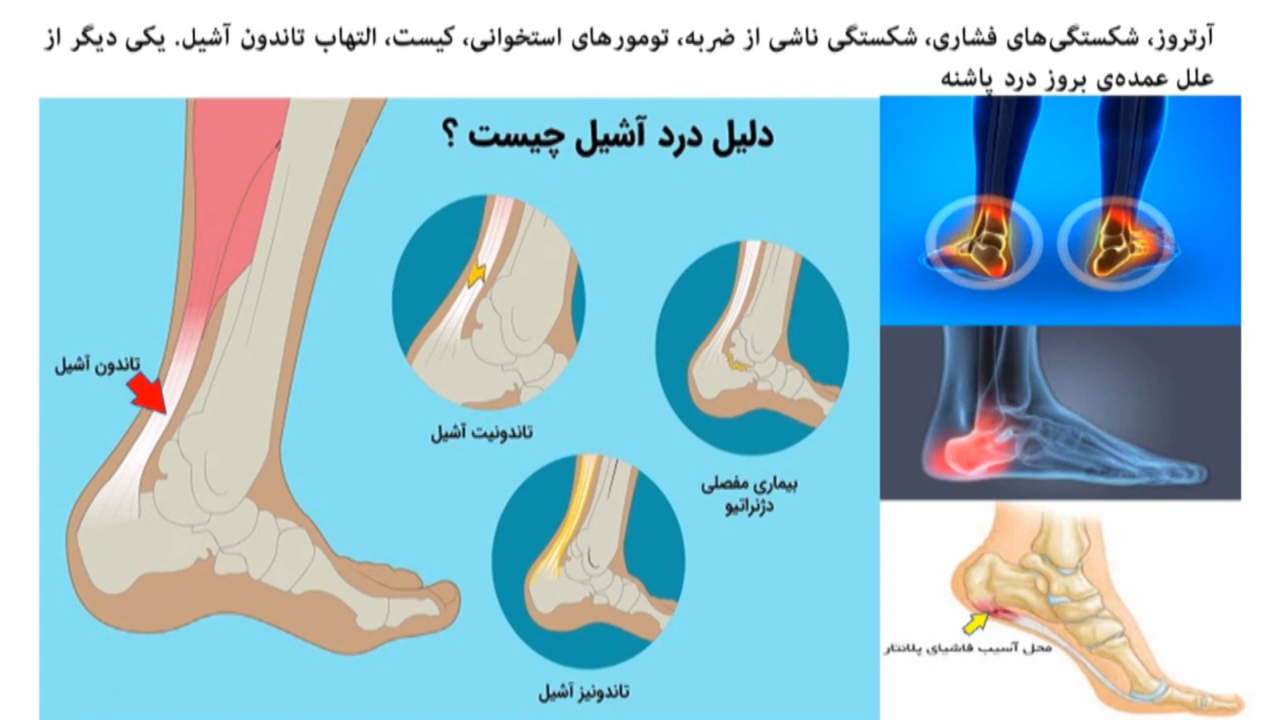 آرتروز، شکستگی‌های فشاری، شکستگی ناشی از ضربه، تومورهای استخوانی، کیست، التهاب تاندون آشیل. یکی دیگر از
علل عمده‌ی بروز درد پاشنه
دلیل درد آشیل چیست ؟
تاندون آشیل
تاندونیت آشیل
بیماری مفصلی
دژنراتیو
تاندونیز آشیل
محل آسیب فاشیای پلانتار